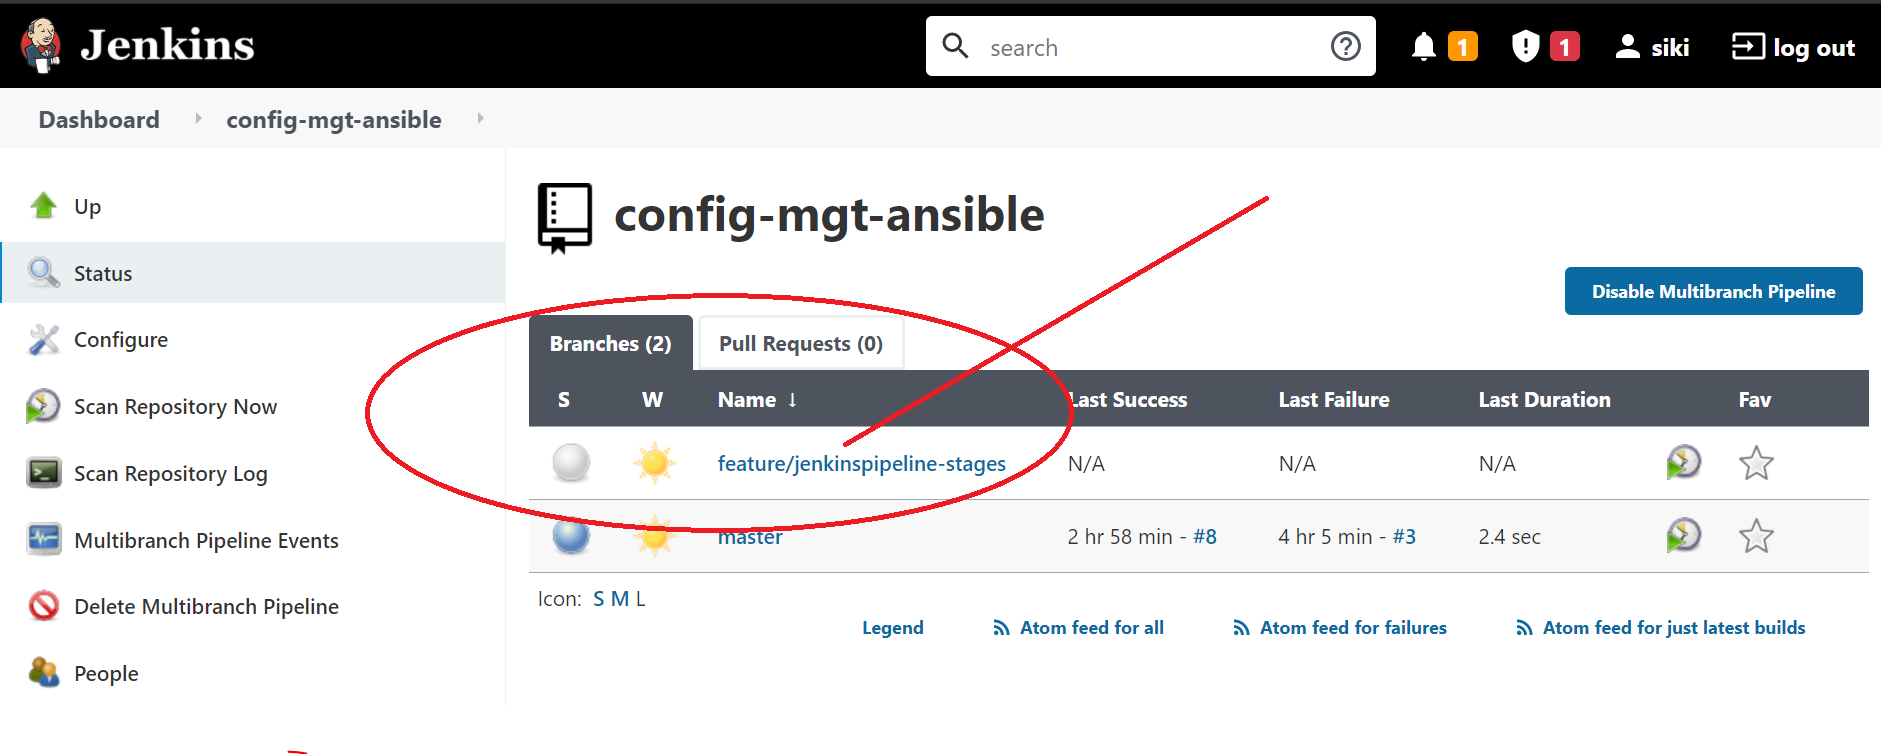 Jenkins
search
1
1
siki
log out
Dashboard
config-mgt-ansible
Up
Status
Configure
Scan Repository Now
Scan Repository Log
Multibranch Pipeline Events
Delete Multibranch Pipeline
People
config-mgt-ansible
Disable Multibranch Pipeline
Branches (2) Pull Requests (0)
S W Name ↓ Last Success Last Failure Last Duration Fav
feature/jenkinspipeline-stages N/A N/A N/A
master 2 hr 58 min - #8 4 hr 5 min - #3 2.4 sec
Icon: S M L
Legend Atom feed for all Atom feed for failures Atom feed for just latest builds